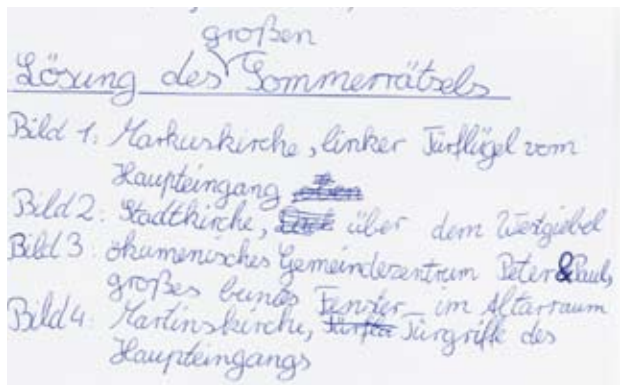 großen
Lösung des Sommerrätsels
Bild 1: Markuskirche, linker Türflügel vom
Haupteingang
Bild 2: Stadtkirche, über dem Westgiebel
Bild 3: ökumenisches Gemeindezentrum Peter & Paul,
großes buntes Fenster im Altarraum
Bild 4: Martinskirche, Türgriff des
Haupteingangs